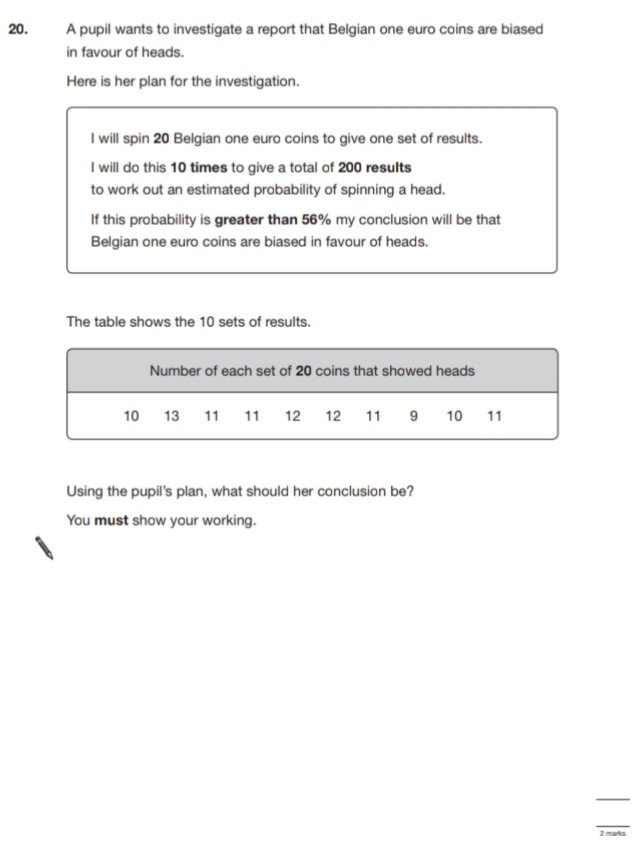 20. A pupil wants to investigate a report that Belgian one euro coins are biased
in favour of heads.
Here is her plan for the investigation.
I will spin 20 Belgian one euro coins to give one set of results.
I will do this 10 times to give a total of 200 results
to work out an estimated probability of spinning a head.
If this probability is greater than 56% my conclusion will be that
Belgian one euro coins are biased in favour of heads.
The table shows the 10 sets of results.
Number of each set of 20 coins that showed heads
10 13 11 11 12 12 11 9 10 11
Using the pupil's plan, what should her conclusion be?
You must show your working.
2 marks